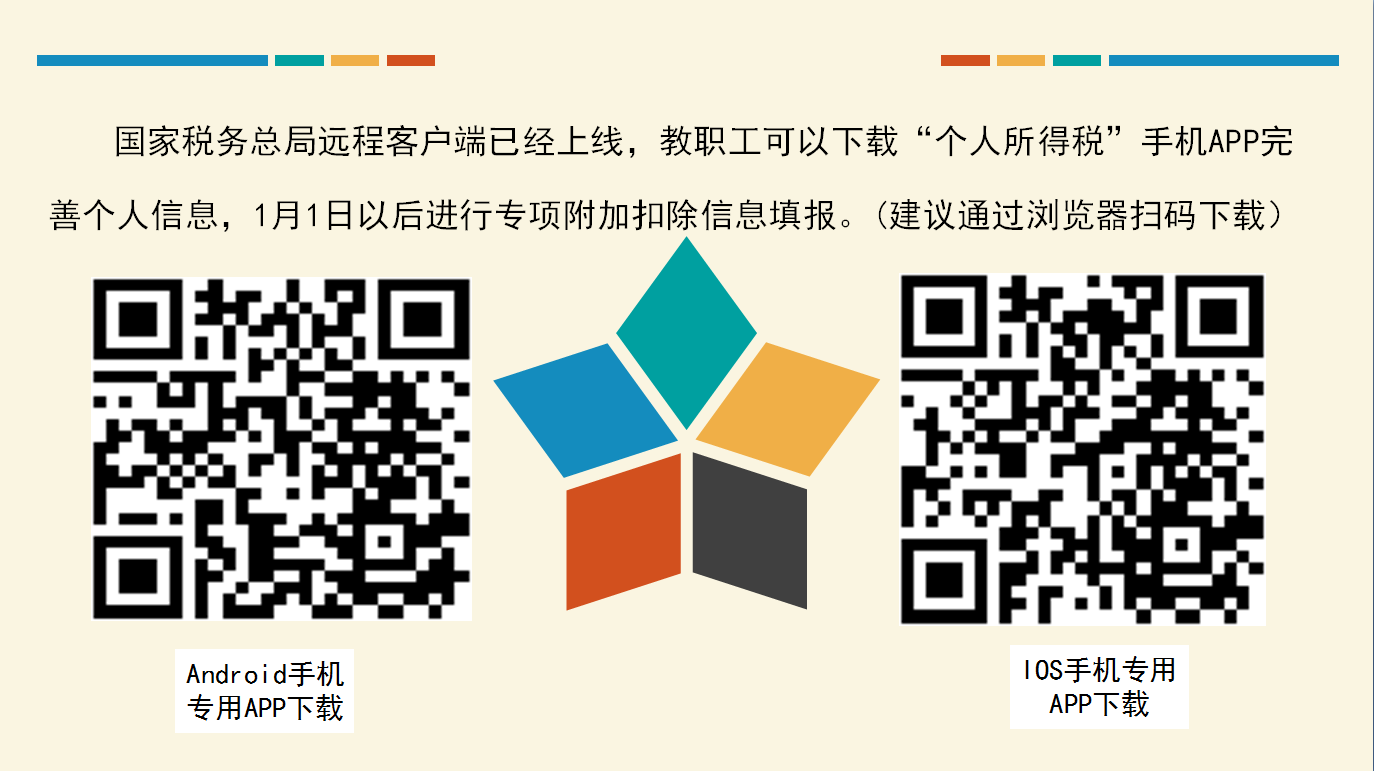 国家税务总局远程客户端已经上线，教职工可以下载“个人所得税”手机APP完
善个人信息，1月1日以后进行专项附加扣除信息填报。(建议通过浏览器扫码下载)
Android手机
专用APP下载
IOS手机专用
APP下载